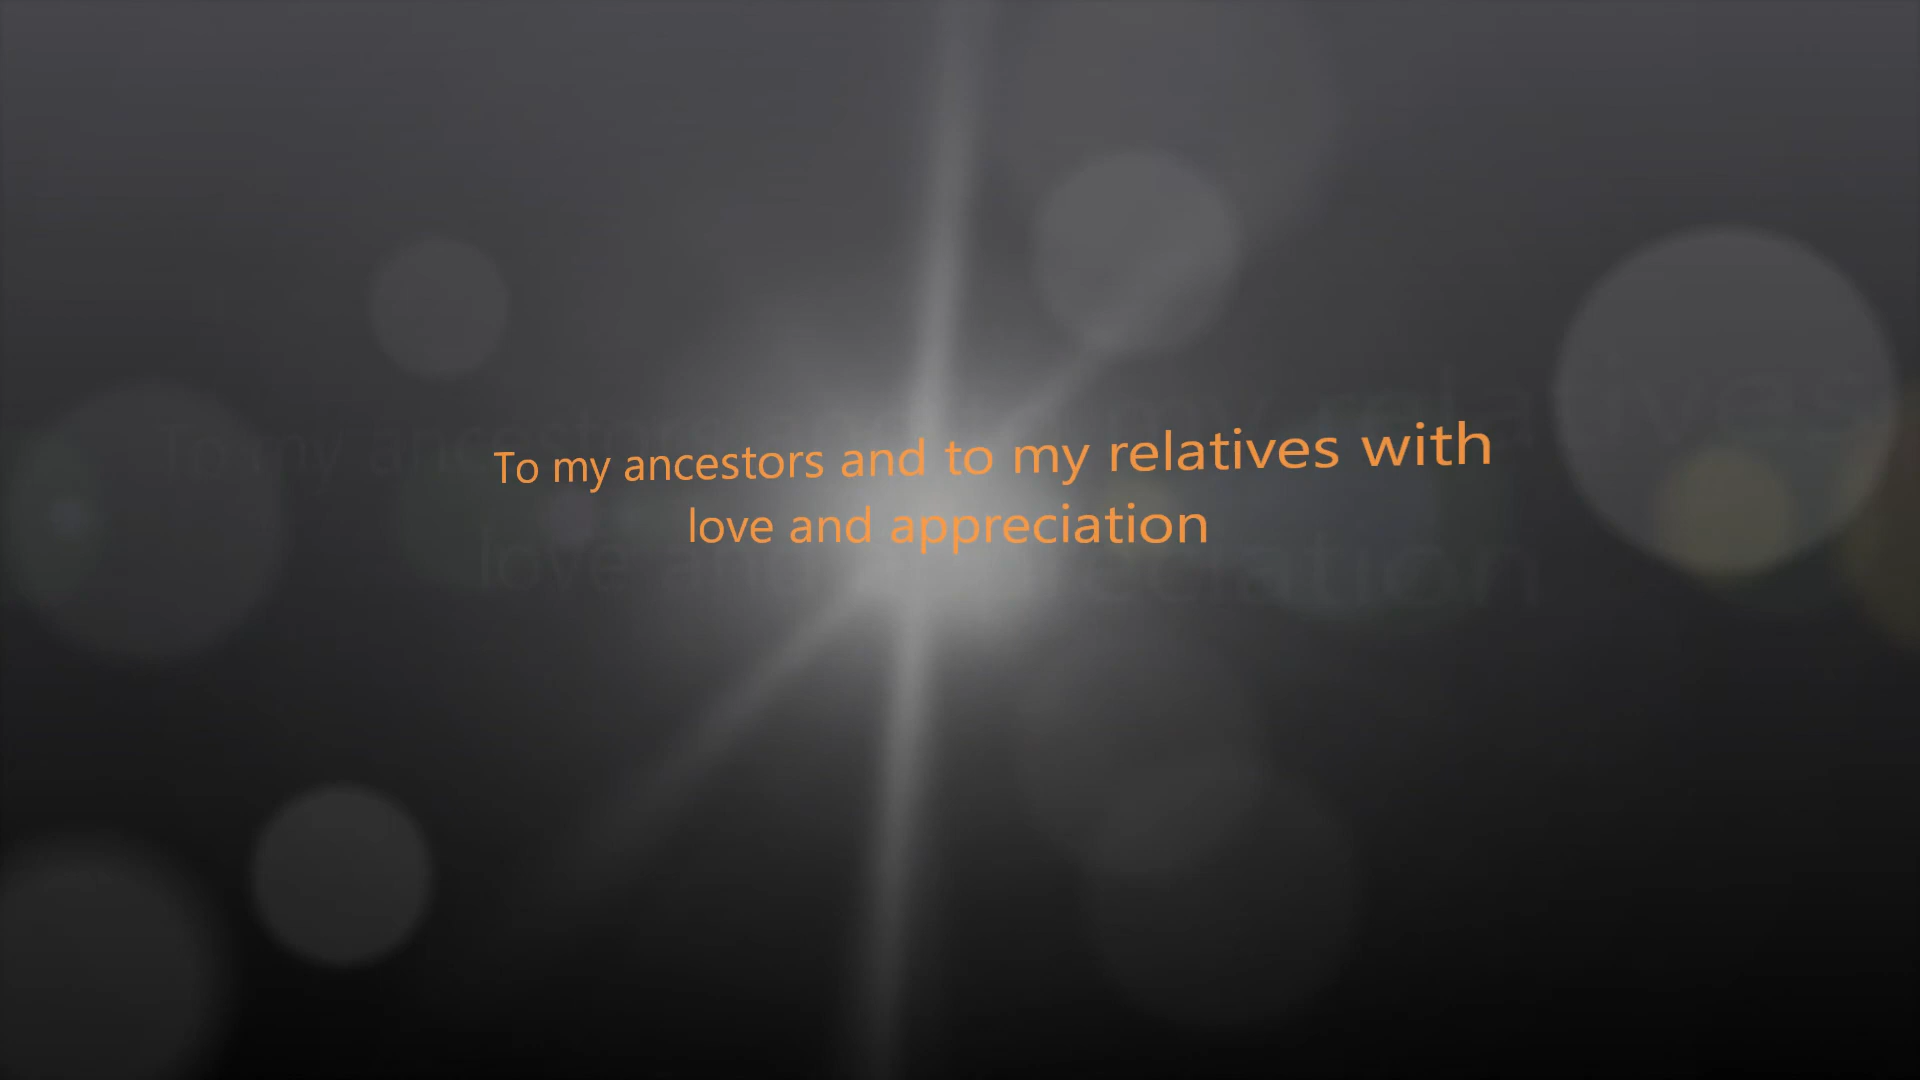 To my ancestors and to my relatives with
love and appreciation